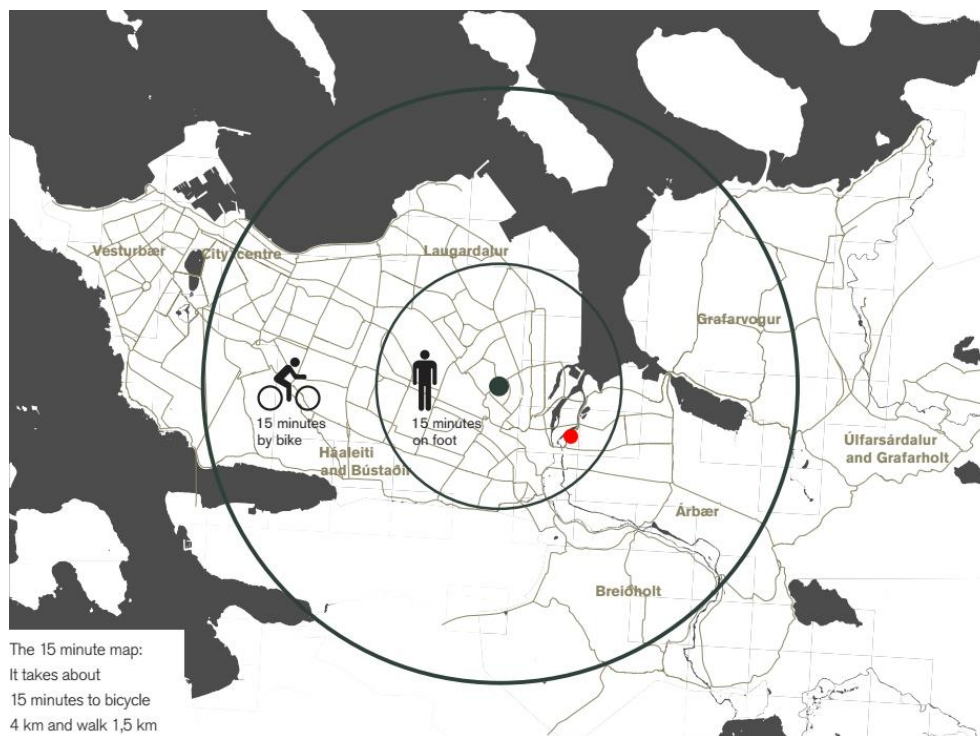 Vesturbær
City centre
Laugardalur
Grafarvogur
15 minutes
by bike
15 minutes
on foot
Háaleiti
and Bústaðir
Úlfarsárdalur
and Grafarholt
Árbær
Breiðholt
The 15 minute map:
It takes about
15 minutes to bicycle
4 km and walk 1,5 km